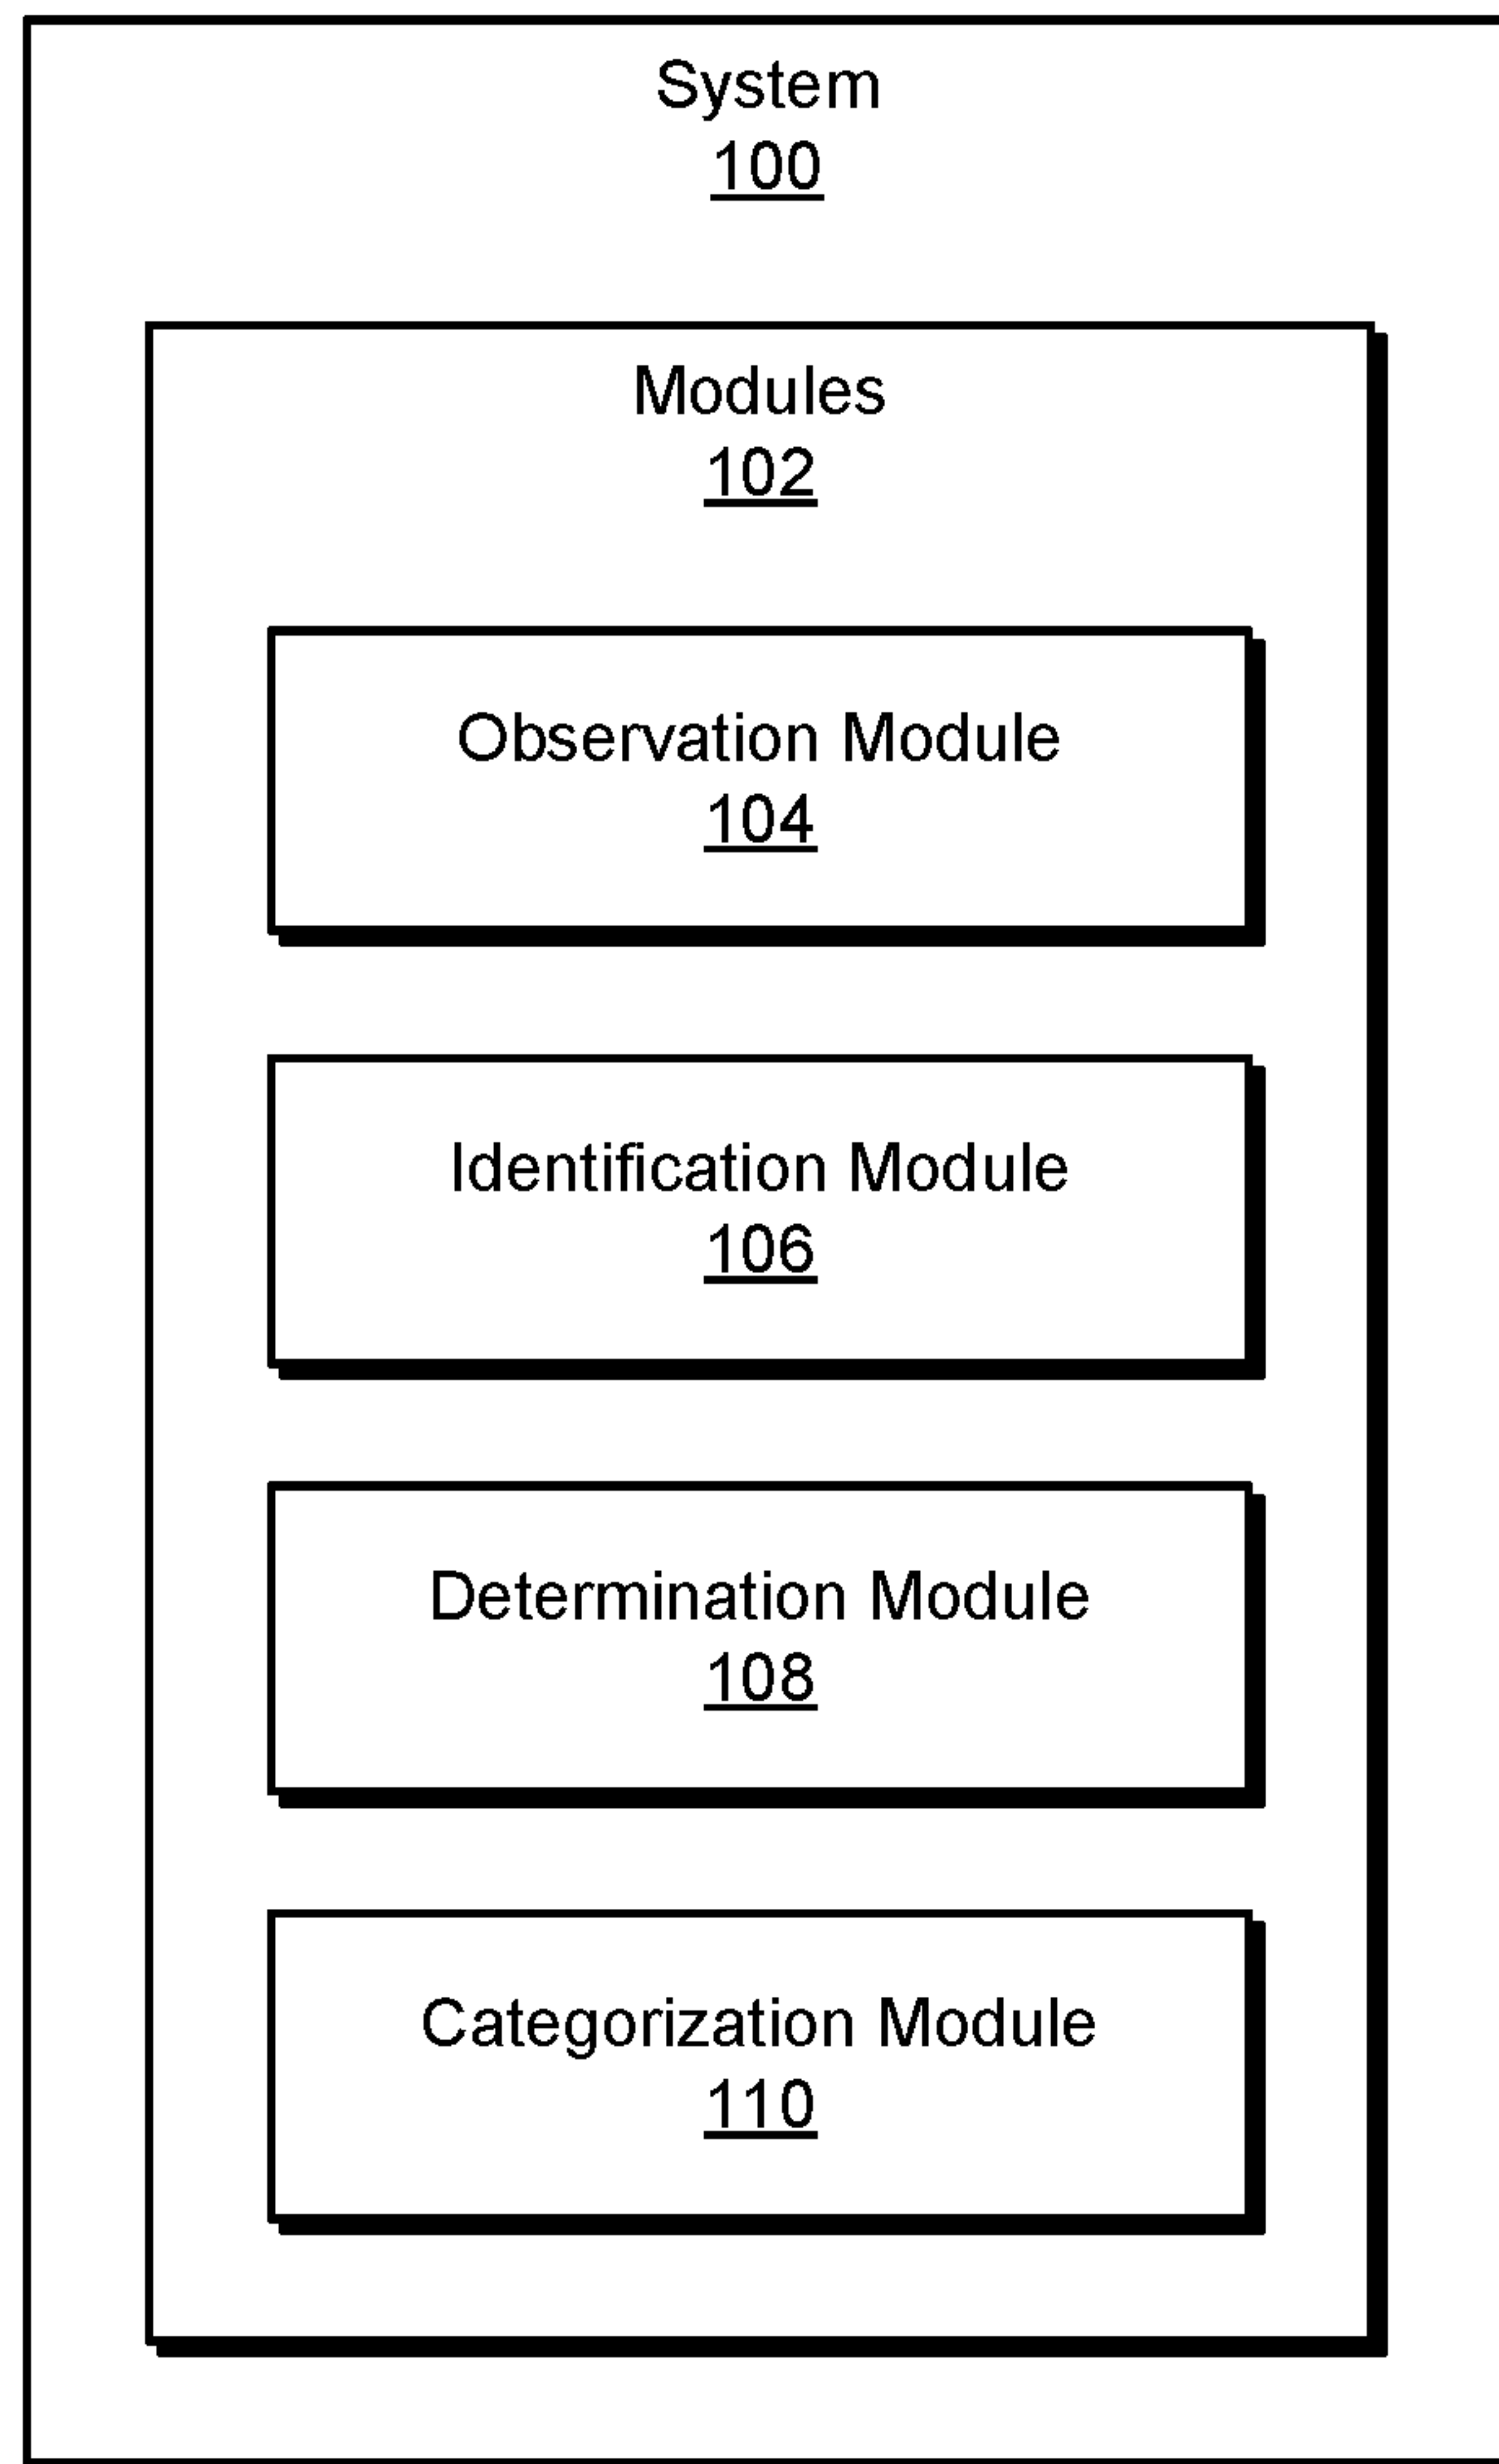 System
100
Modules
102
Observation Module
104
Identification Module
106
Determination Module
108
Categorization Module
110